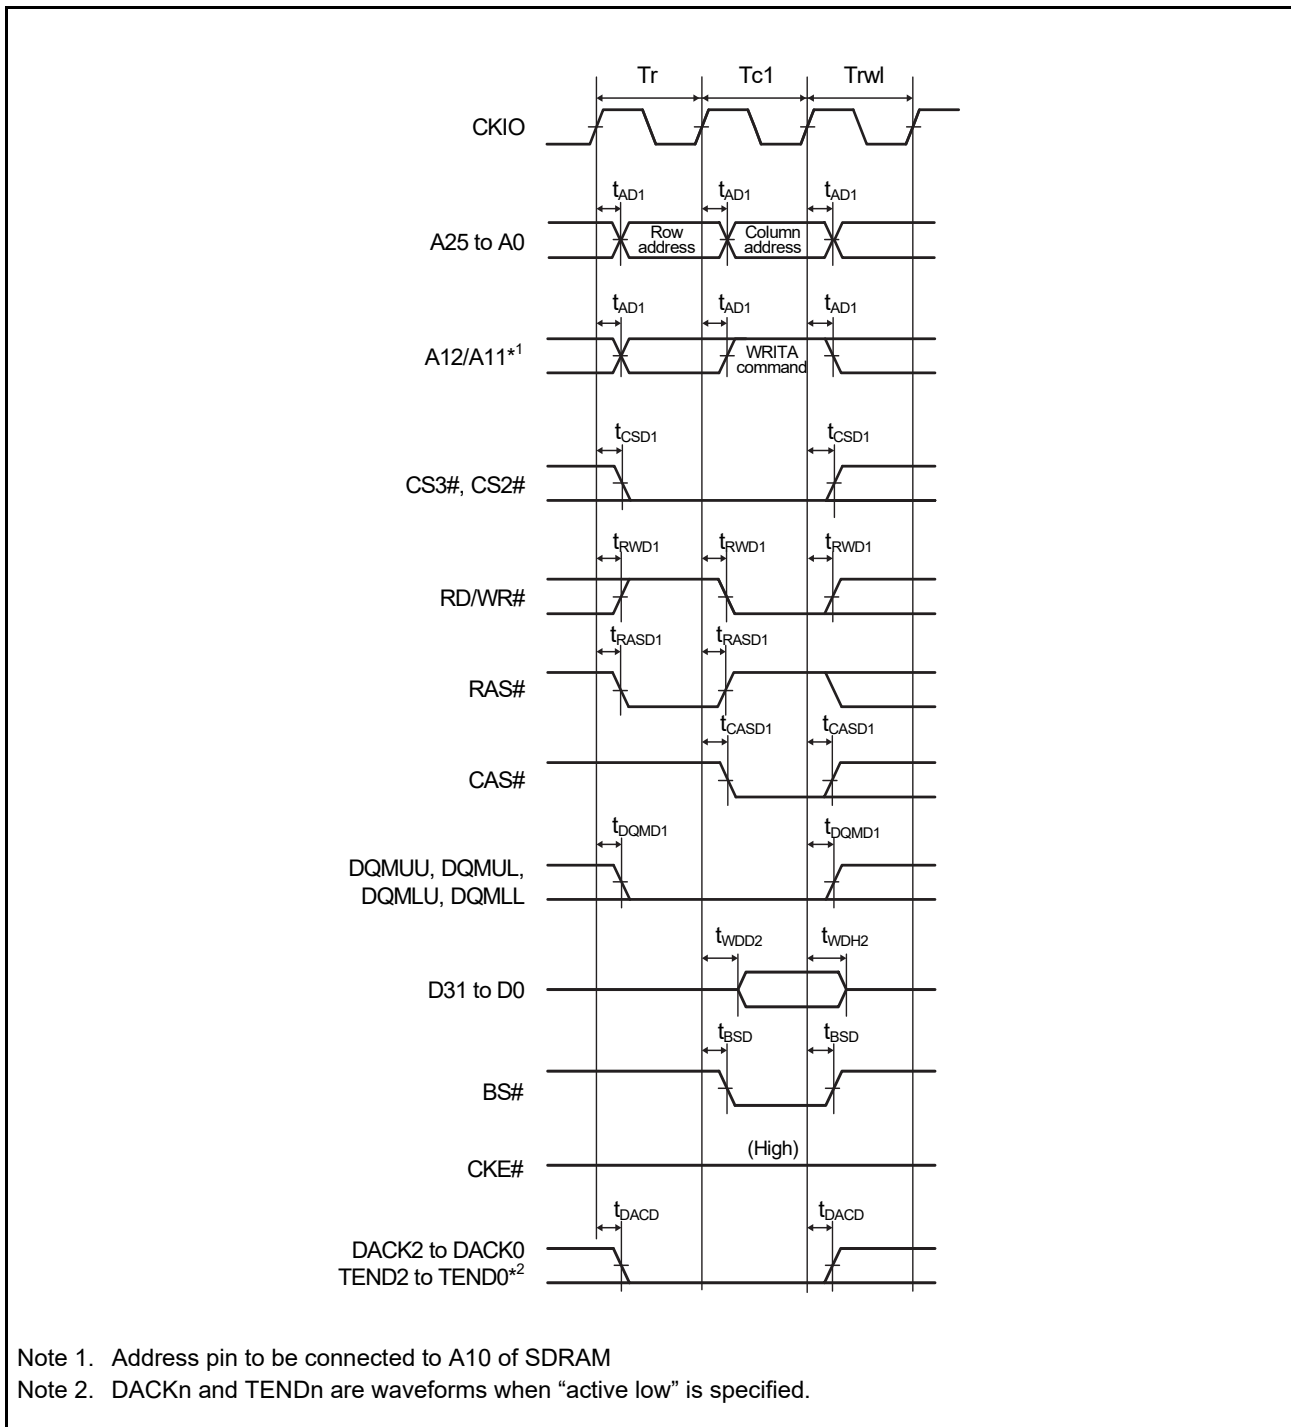 Tr Tc1 Trwl
CKIO
tAD1 tAD1 tAD1
A25 to A0
Row address
Column address
tAD1 tAD1 tAD1
A12/A11*1
WRITA command
tCSD1 tCSD1
CS3#, CS2#
tRWD1 tRWD1 tRWD1
RD/WR#
tRASD1 tRASD1
RAS#
tCASD1 tCASD1
CAS#
tDQMD1 tDQMD1
DQMUU, DQMUL,
DQMLU, DQMLL
tWDD2 tWDH2
D31 to D0
tBSD tBSD
BS#
(High)
CKE#
tDACD tDACD
DACK2 to DACK0
TEND2 to TEND0*2
Note 1. Address pin to be connected to A10 of SDRAM
Note 2. DACKn and TENDn are waveforms when “active low” is specified.